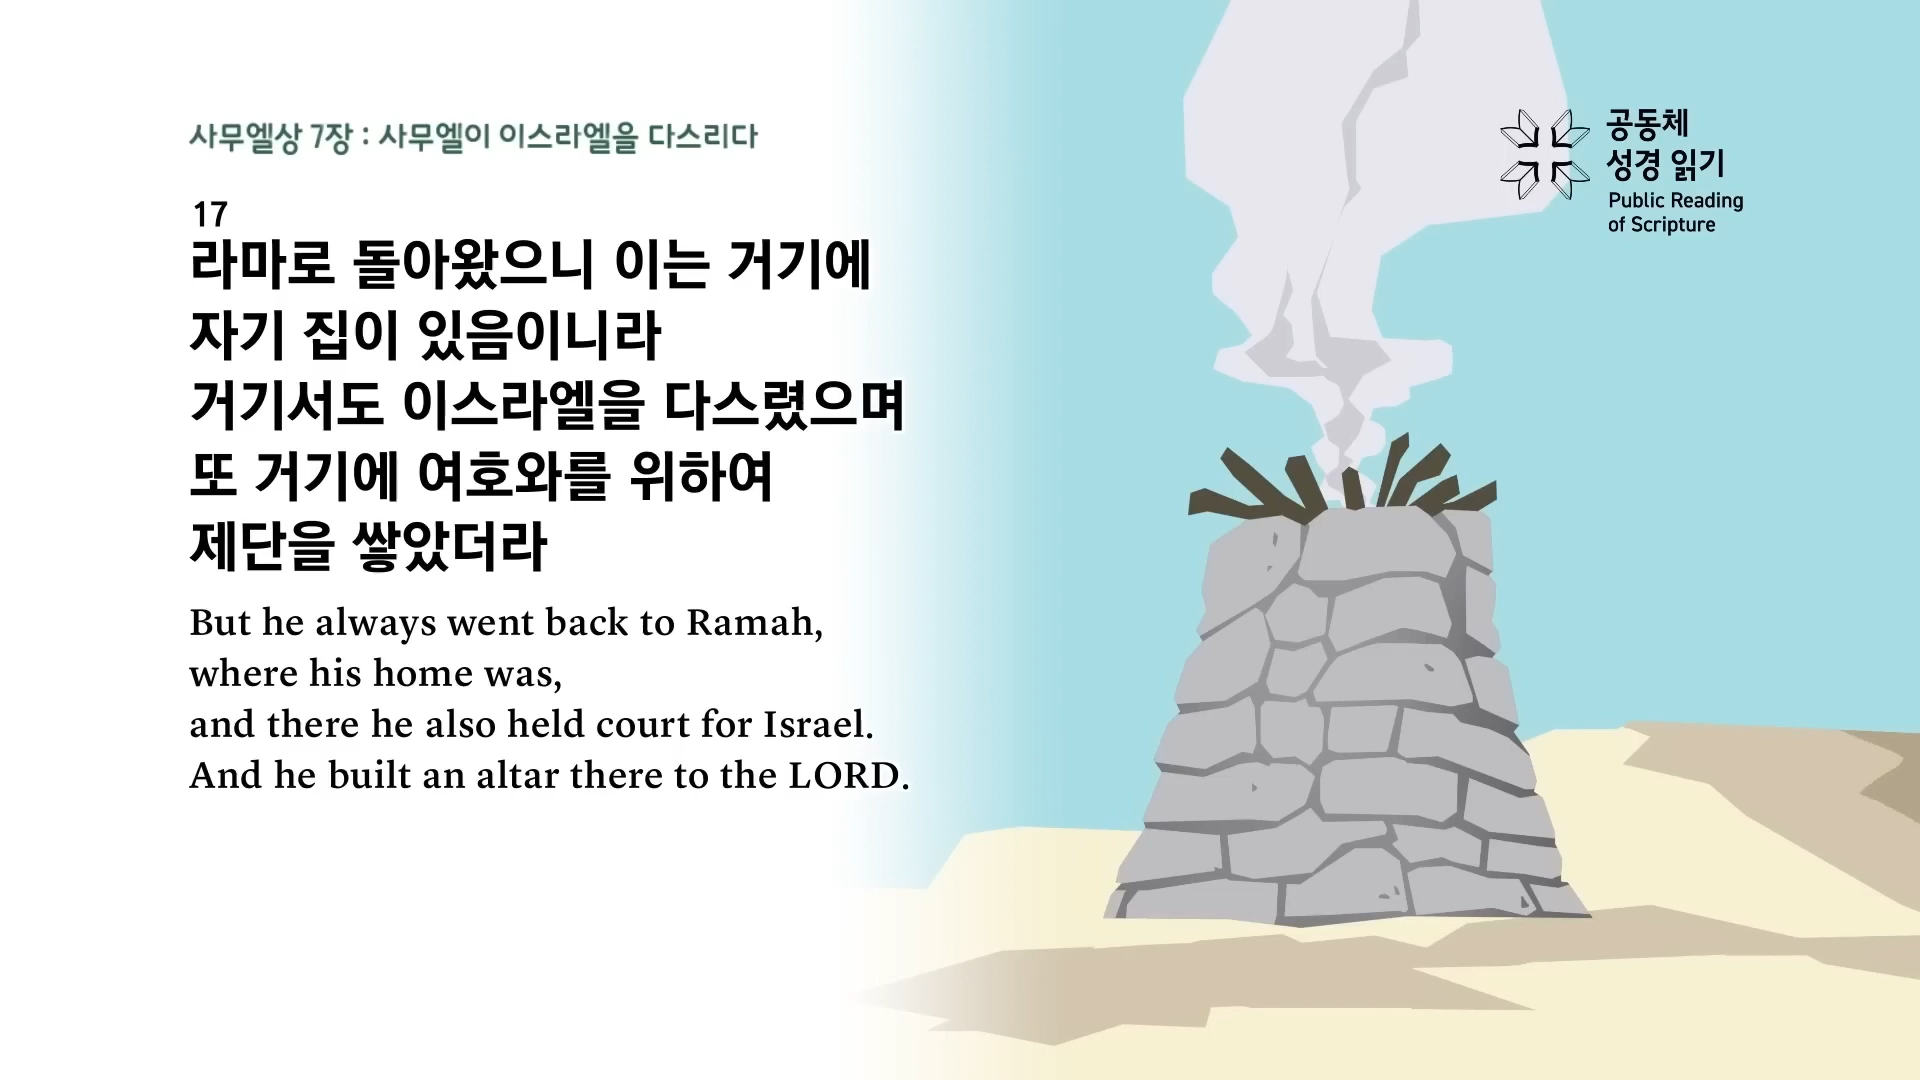 사무엘상 7장 : 사무엘이 이스라엘을 다스리다
17
라마로 돌아왔으니 이는 거기에
자기 집이 있음이니라
거기서도 이스라엘을 다스렸으며
또 거기에 여호와를 위하여
제단을 쌓았더라
But he always went back to Ramah,
where his home was,
and there he also held court for Israel.
And he built an altar there to the LORD.
공동체
성경 읽기
Public Reading
of Scripture